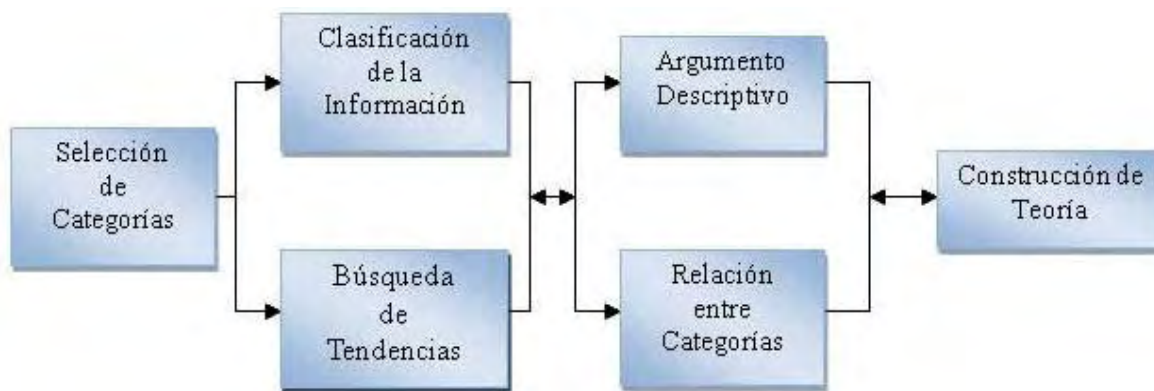 Selección
de
Categorías
Clasificación
de la
Información
Búsqueda
de
Tendencias
Argumento
Descriptivo
Relación
entre
Categorías
Construcción de
Teoría